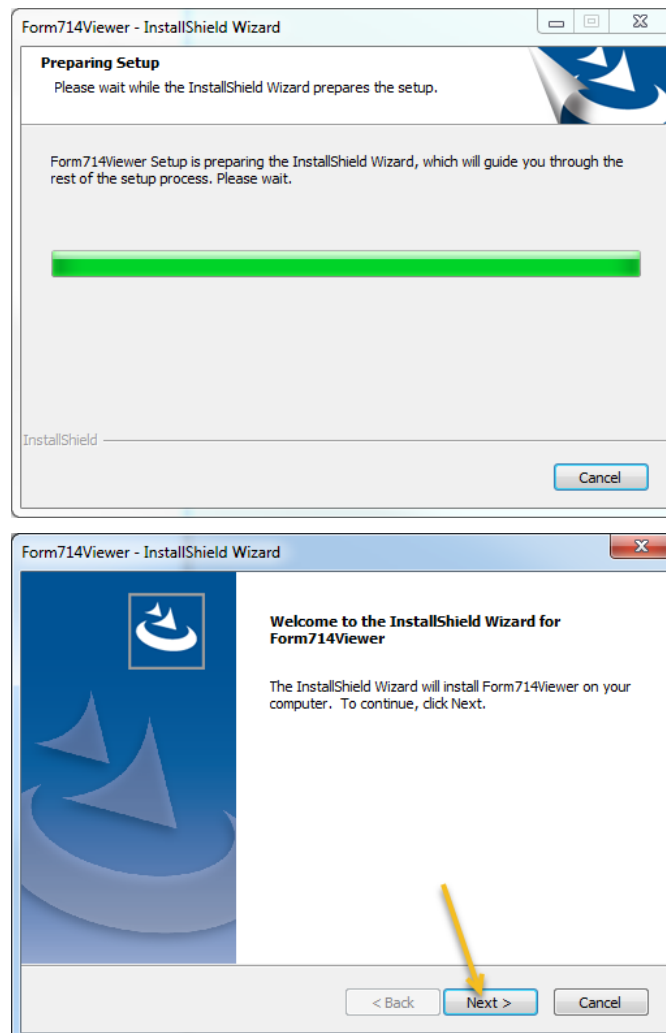 Form714Viewer - InstallShield Wizard
Preparing Setup
Please wait while the InstallShield Wizard prepares the setup.
Form714Viewer Setup is preparing the InstallShield Wizard, which will guide you through the
rest of the setup process. Please wait.
InstallShield
Cancel
Form714Viewer - InstallShield Wizard
Welcome to the InstallShield Wizard for
Form714Viewer
The InstallShield Wizard will install Form714Viewer on your
computer. To continue, click Next.
< Back Next > Cancel